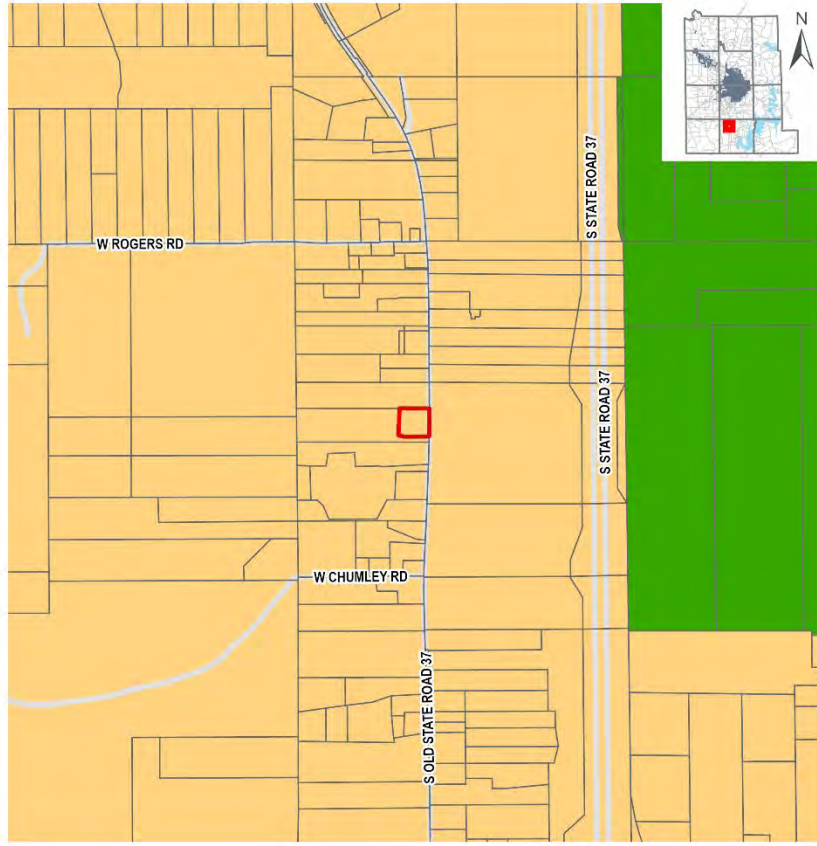 N
S STATE ROAD 37
W ROGERS RD
S STATE ROAD 37
W CHUMLEY RD
S OLD STATE ROAD 37